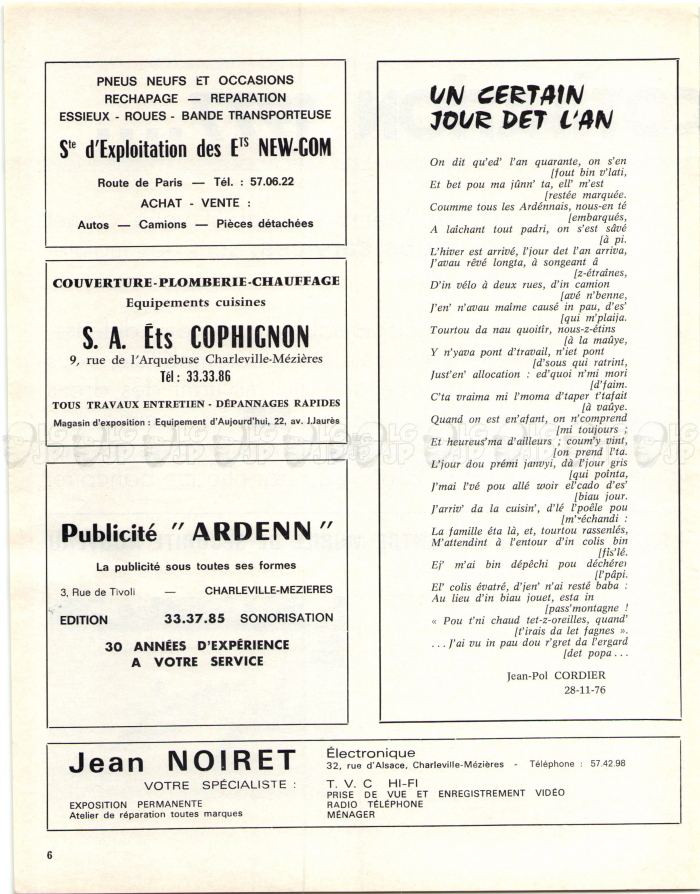 PNEUS NEUFS ET OCCASIONS
RECHAPAGE — REPARATION
ESSIEUX - ROUES - BANDE TRANSPORTEUSE
Ste d'Exploitation des ETS NEW-COM
Route de Paris — Tél. : 57.06.22
ACHAT - VENTE :
Autos — Camions — Pièces détachées
COUVERTURE-PLOMBERIE-CHAUFFAGE
Equipements cuisines
S. A. Éts COPHIGNON
9, rue de l'Arquebuse Charleville-Mézières
Tél : 33.33.86
TOUS TRAVAUX ENTRETIEN - DÉPANNAGES RAPIDES
Magasin d'exposition : Equipement d'Aujourd'hui, 22, av. J.Jaurès
Publicité " ARDENN "
La publicité sous toutes ses formes
3, Rue de Tivoli — CHARLEVILLE-MEZIERES
EDITION 33.37.85 SONORISATION
30 ANNÉES D'EXPÉRIENCE
A VOTRE SERVICE
UN CERTAIN
JOUR DET L'AN
On dit qu'ed' l'an quarante, on s'en
[fout bin v'lati,
Et bet pou ma jûnn' ta, ell' m'est
[restée marquée.
Coumme tous les Ardénnais, nous-en té
[embarqués,
A laîchant tout padri, on s'est sâvé
[à pi.
L'hiver est arrivé, l'jour det l'an arriva,
J'avau rêvé longta, à songeant â
[z-étraînes,
D'in vélo à deux rues, d'in camion
[avé n'benne,
J'en' n'avau maîme causé in pau, d'es'
[qui m'plaija.
Tourtou da nau quoitîr, nous-z-étins
[à la maûye,
Y n'yava pont d'travail, n'iet pont
[d'sous qui ratrint,
Just'en' allocation : ed'quoi n'mi mori
[d'faim.
C'ta vraima mi l'moma d'taper t'tafait
[à vaûye.
Quand on est en'afant, on n'comprend
[mi toujours ;
Et heureus'ma d'ailleurs ; coum'y vint,
[on prend l'ta.
L'jour dou prémi janvyi, dà l'jour gris
[qui pointa,
J'mai l'vé pou allé woir el'cado d'es'
[biau jour.
J'arriv' da la cuisin', d'lé l'poêle pou
[m'réchandi :
La famille éta là, et, tourtou rassenlés,
M'attendint à l'entour d'in colis bin
[fis'lé.
Ej' m'ai bin dépêchi pou déchérei
[l'pâpi.
El' colis évatré, d'jen' n'ai resté baba :
Au lieu d'in biau jouet, esta in
[pass'montagne !
« Pou t'ni chaud tet-z-oreilles, quand'
[t'irais da let fagnes ».
. . . J'ai vu in pau dou r'gret da l'ergard
[det popa . . .
Jean-Pol CORDIER
28-11-76
Jean NOIRET
VOTRE SPÉCIALISTE :
EXPOSITION PERMANENTE
Atelier de réparation toutes marques
Électronique
32, rue d'Alsace, Charleville-Mézières - Téléphone : 57.42.98
T. V. C HI-FI
PRISE DE VUE ET ENREGISTREMENT VIDÉO
RADIO TÉLÉPHONE
MÉNAGER
6